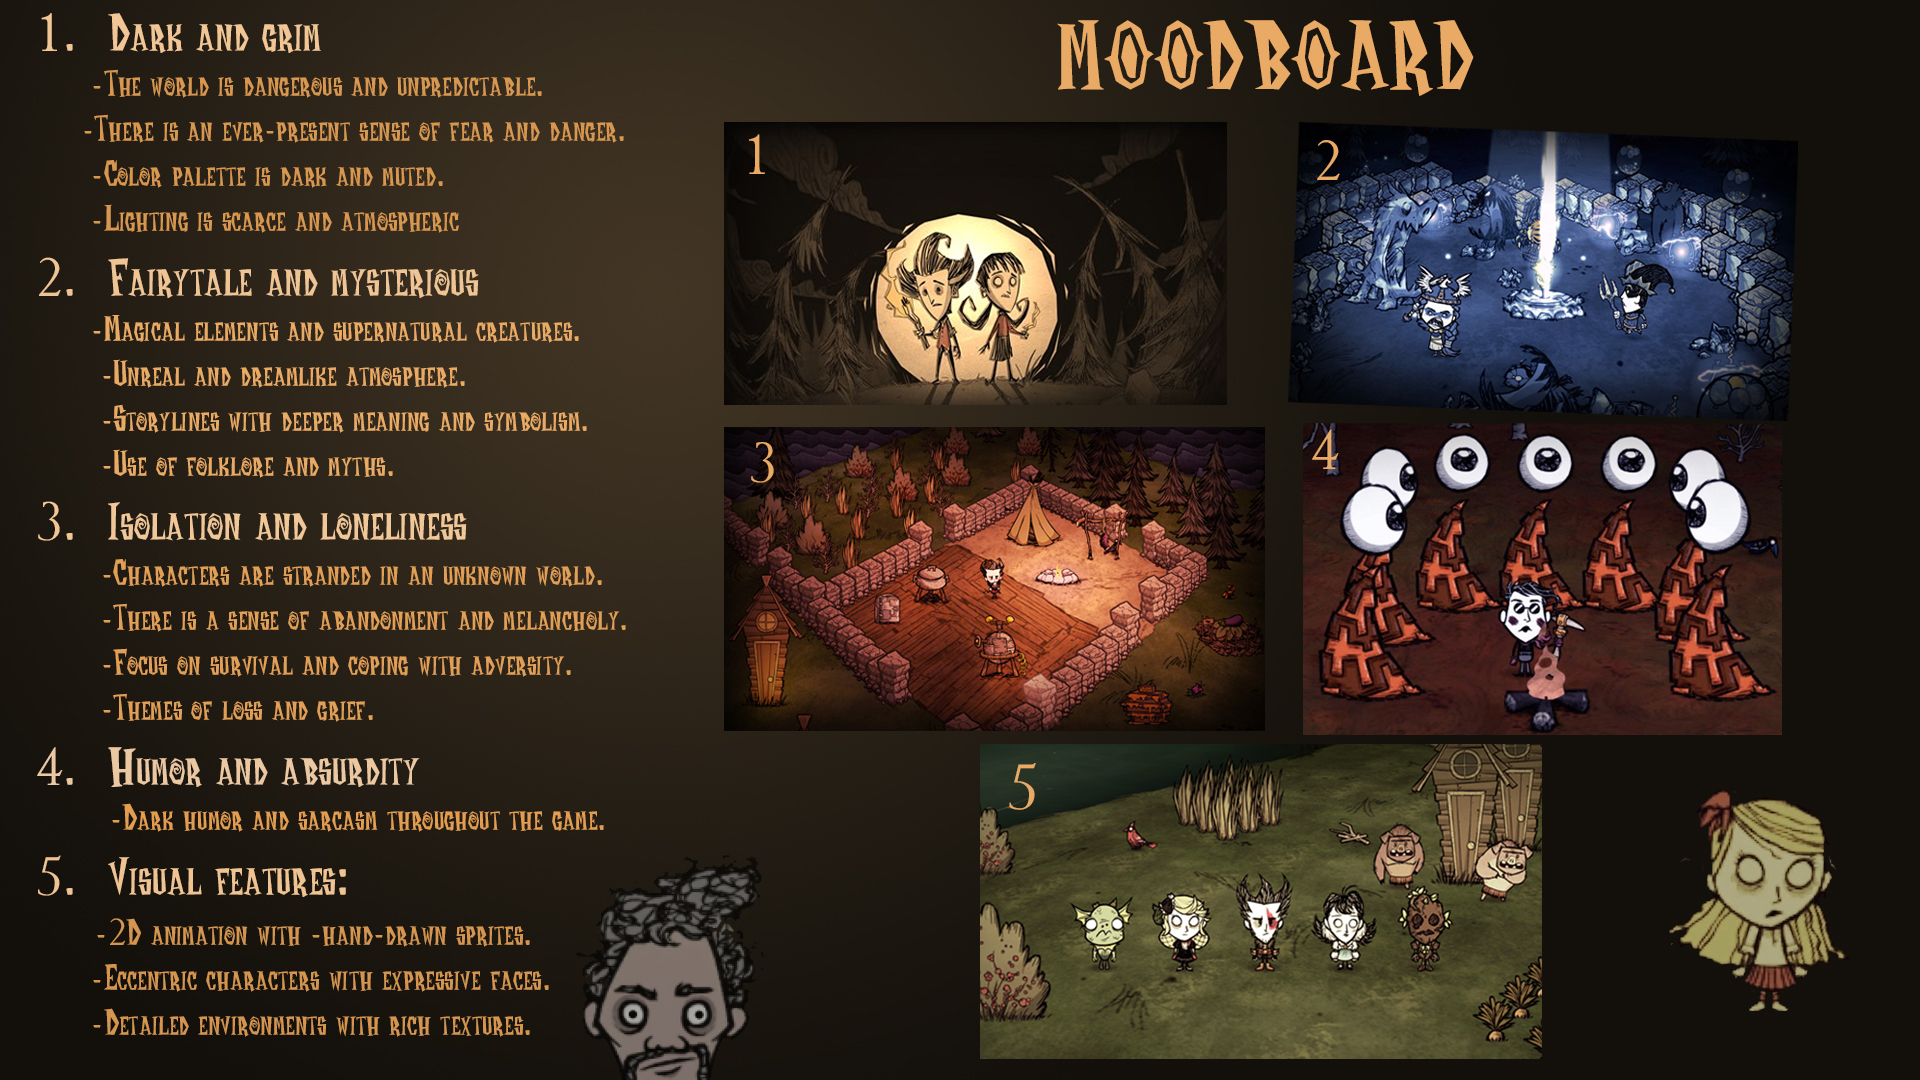 1. Dark and grim
-The world is dangerous and unpredictable.
-There is an ever-present sense of fear and danger.
-Color palette is dark and muted.
-Lighting is scarce and atmospheric
2. Fairytale and mysterious
-Magical elements and supernatural creatures.
-Unreal and dreamlike atmosphere.
-Storylines with deeper meaning and symbolism.
-Use of folklore and myths.
3. Isolation and loneliness
-Characters are stranded in an unknown world.
-There is a sense of abandonment and melancholy.
-Focus on survival and coping with adversity.
-Themes of loss and grief.
4. Humor and absurdity
-Dark humor and sarcasm throughout the game.
5. Visual features:
-2D animation with -hand-drawn sprites.
-Eccentric characters with expressive faces.
-Detailed environments with rich textures.
MOODBOARD
1
2
3
4
5